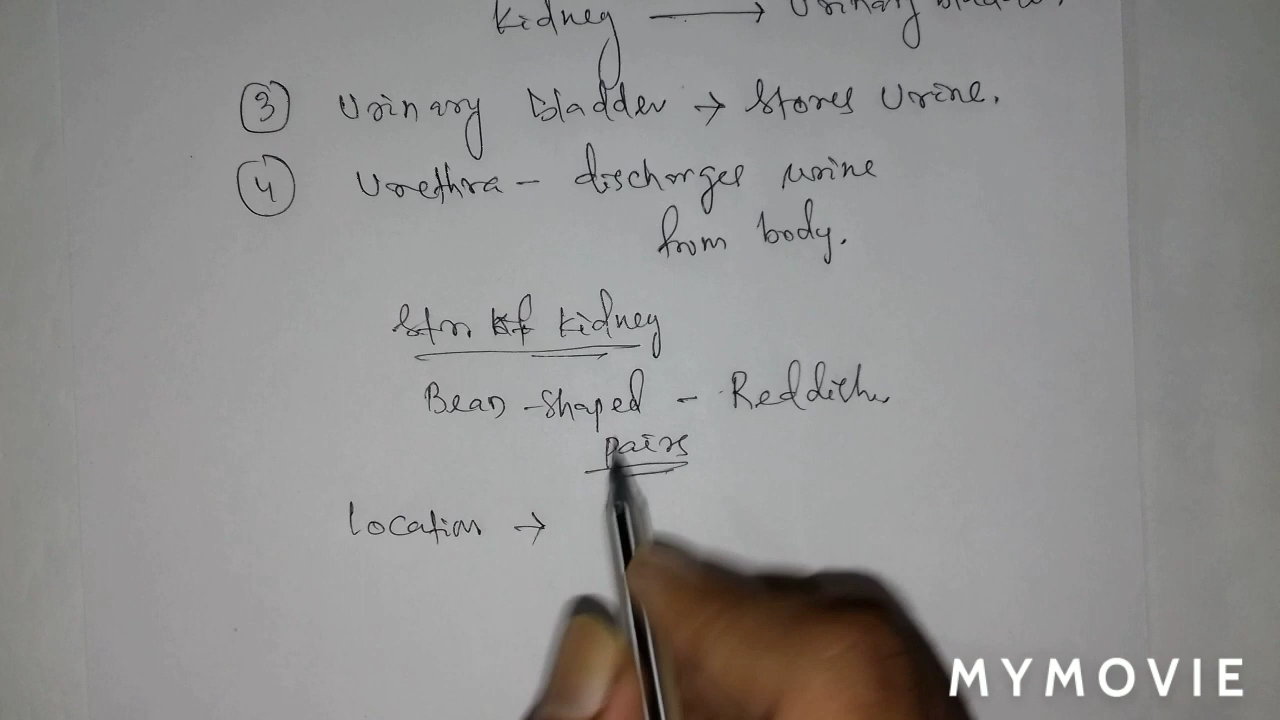 Kidney → Urinary
③ Urinary bladder → Stores Urine.
④ Urethra - discharges urine
from body.
Str of Kidney
Bean-shaped - Reddish
pairs
Location →
MYMOVIE